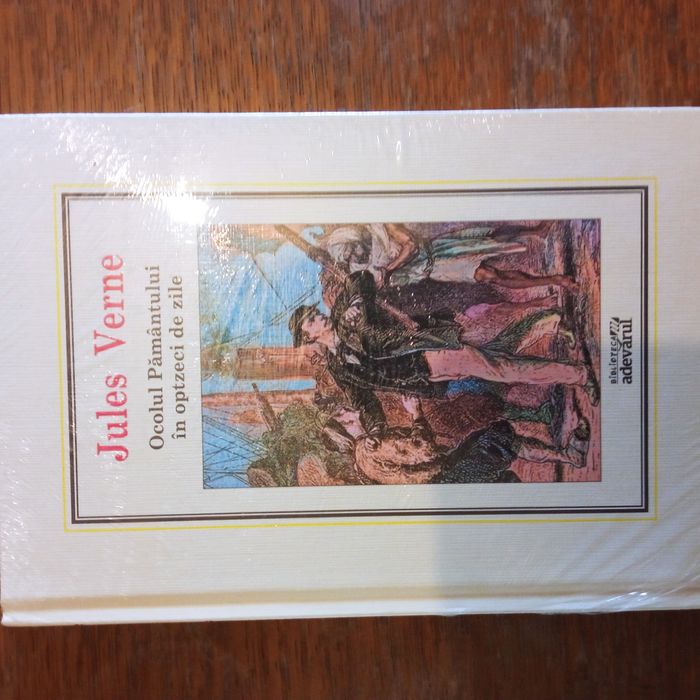 Jules Verne
Ocolul Pământului
în optzeci de zile
BIBLIOTECA
adevărul